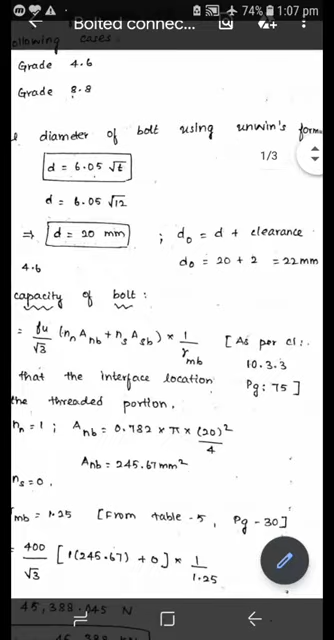 74% 1:07 pm
Bolted connec...
following cases:
Grade 4.6
Grade 8.8
diameter of bolt using unwin's form
1/3
d = 6.05 √t
d = 6.05 √12
⇒ d = 20 mm ; d₀ = d + clearance
d₀ = 20 + 2 = 22mm
4.6
capacity of bolt :
= fu/√3 (nn Anb + ns Asb) × 1/γmb [As per cl:.
10.3.3
that the interface location Pg: 75]
the threaded portion.
nn = 1 ; Anb = 0.782 × π × (20)²/4
Anb = 245.67 mm²
ns = 0.
γmb = 1.25 [From table - 5, Pg - 30]
= 400/√3 [1(245.67) + 0] × 1/1.25
45,388.045 N